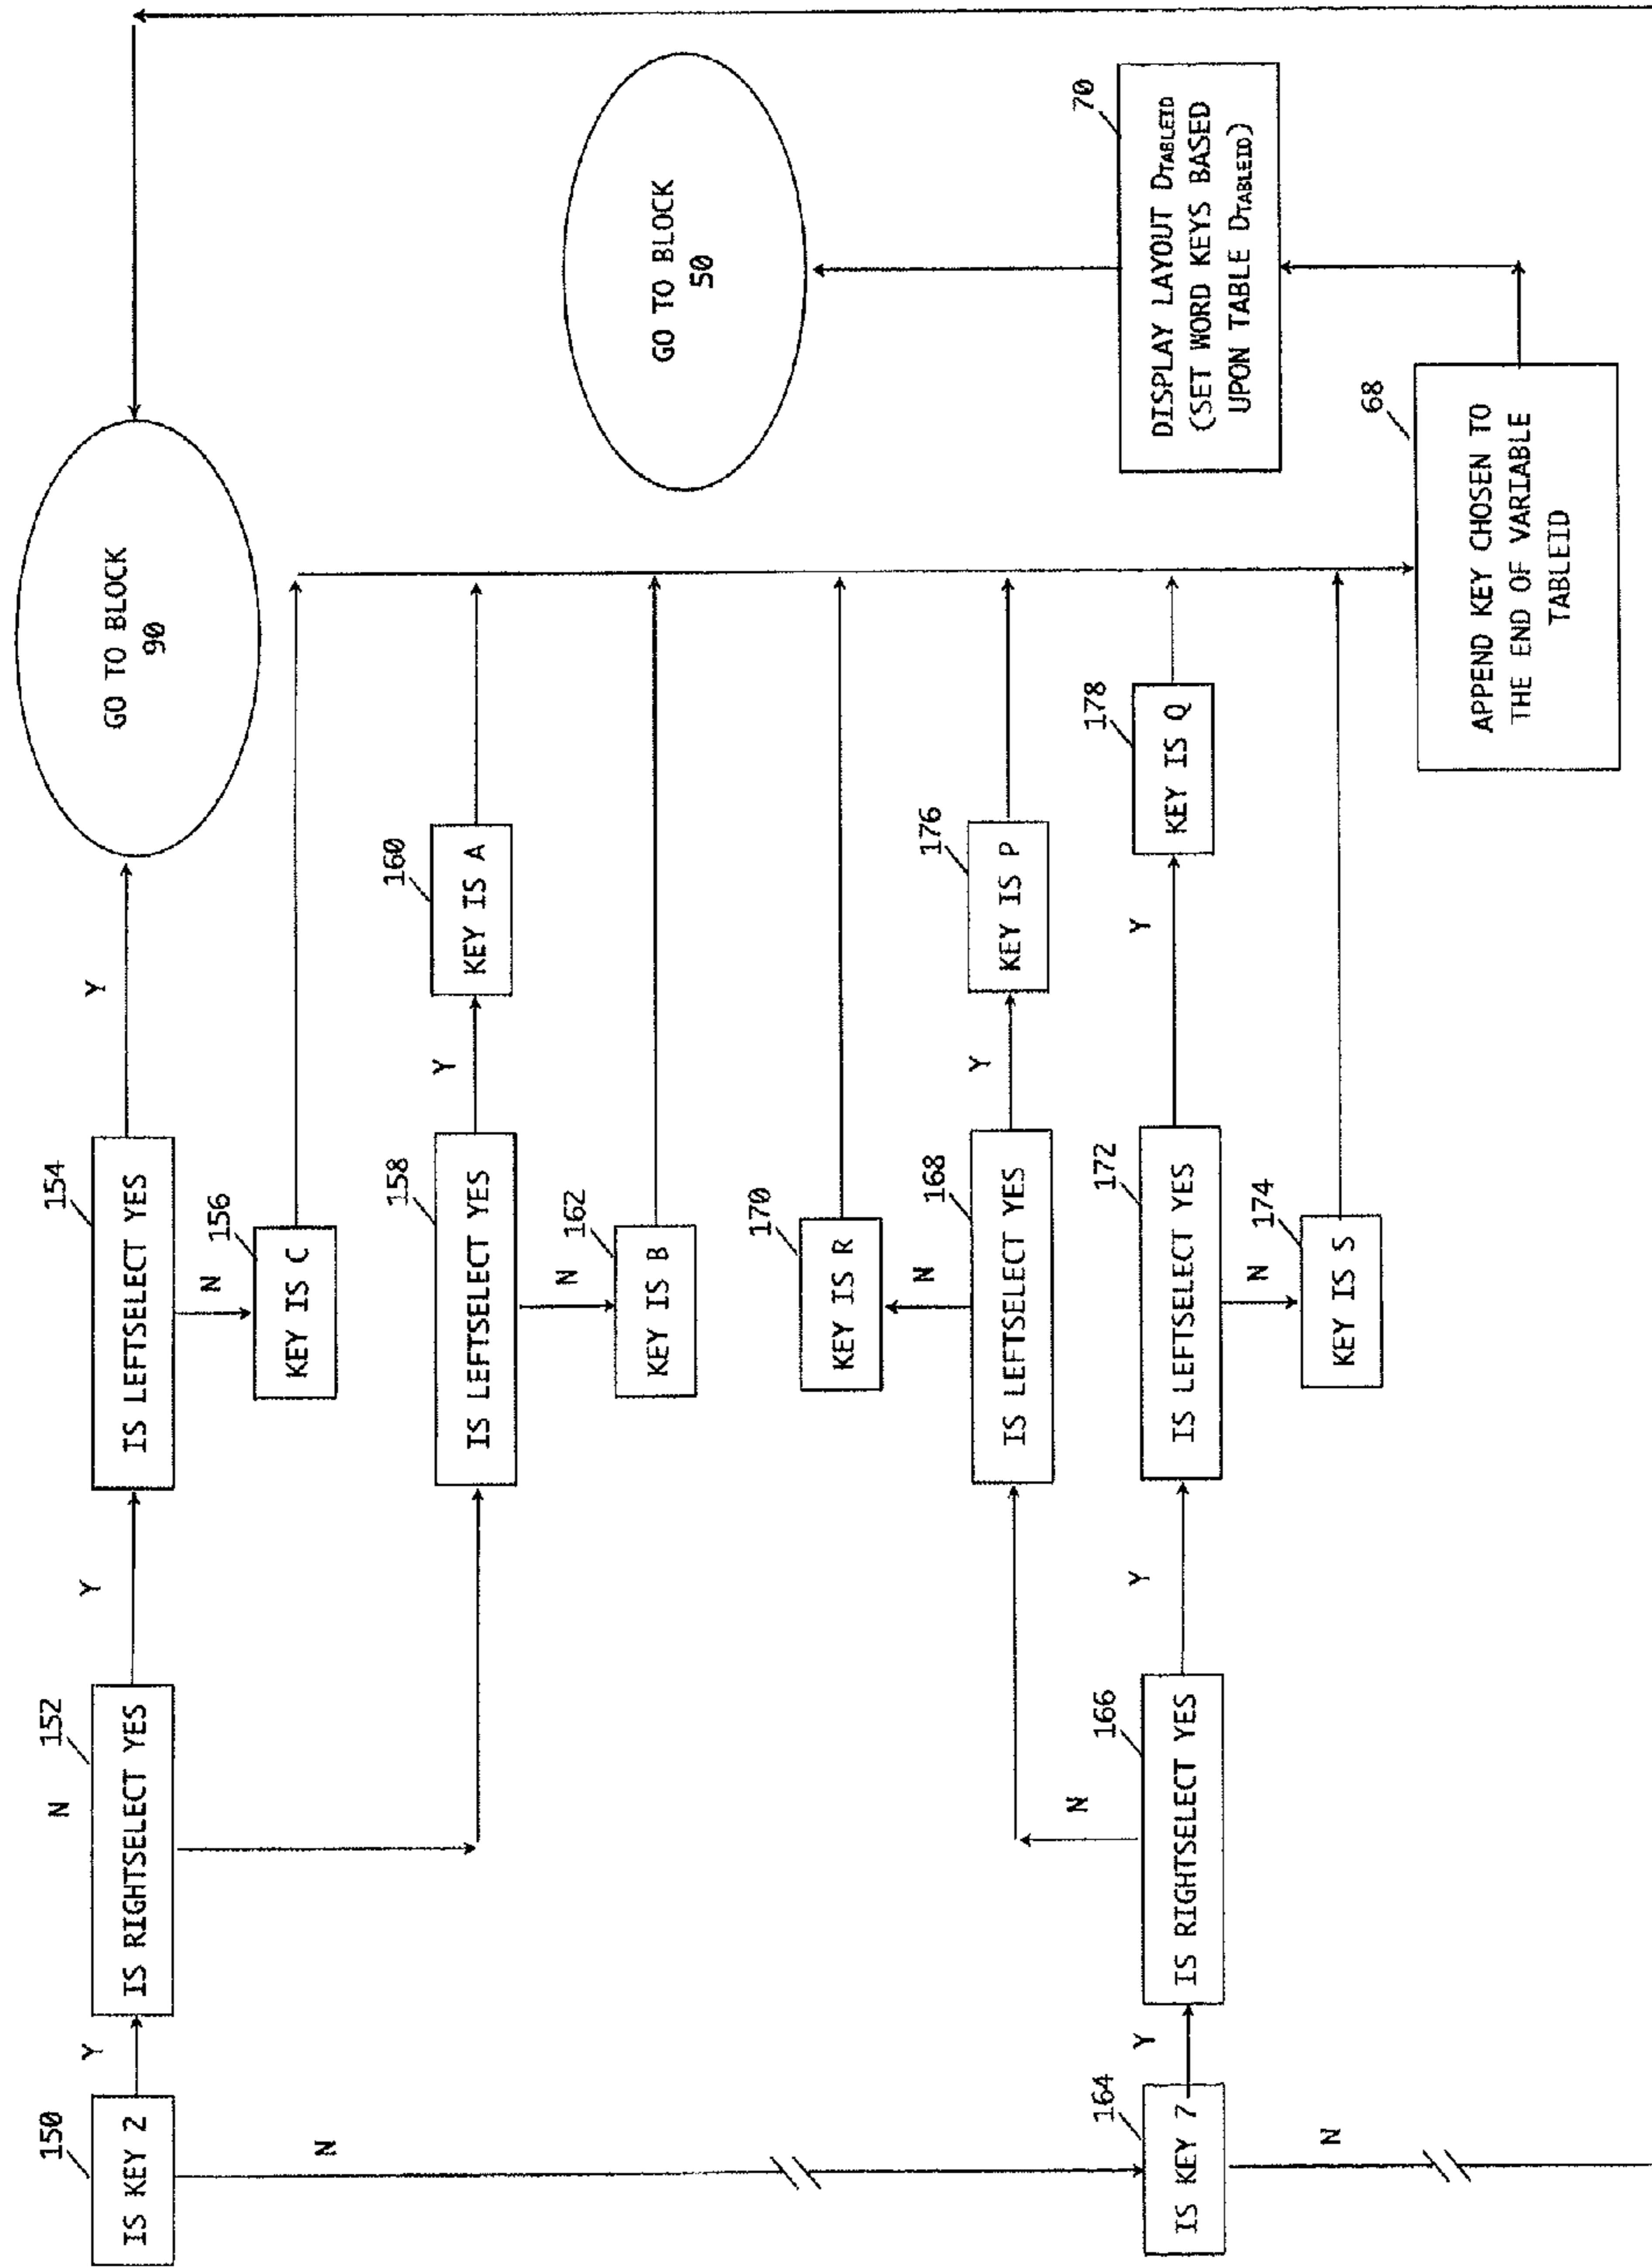 150
IS KEY 2
Y
N
152
IS RIGHTSELECT YES
N
Y
154
IS LEFTSELECT YES
Y
GO TO BLOCK
90
N
156
KEY IS C
158
IS LEFTSELECT YES
Y
160
KEY IS A
N
162
KEY IS B
GO TO BLOCK
50
164
IS KEY 7
Y
N
166
IS RIGHTSELECT YES
N
Y
168
IS LEFTSELECT YES
N
170
KEY IS R
Y
176
KEY IS P
172
IS LEFTSELECT YES
Y
178
KEY IS Q
N
174
KEY IS S
70
DISPLAY LAYOUT DTABLEID
(SET WORD KEYS BASED
UPON TABLE DTABLEID)
68
APPEND KEY CHOSEN TO
THE END OF VARIABLE
TABLEID